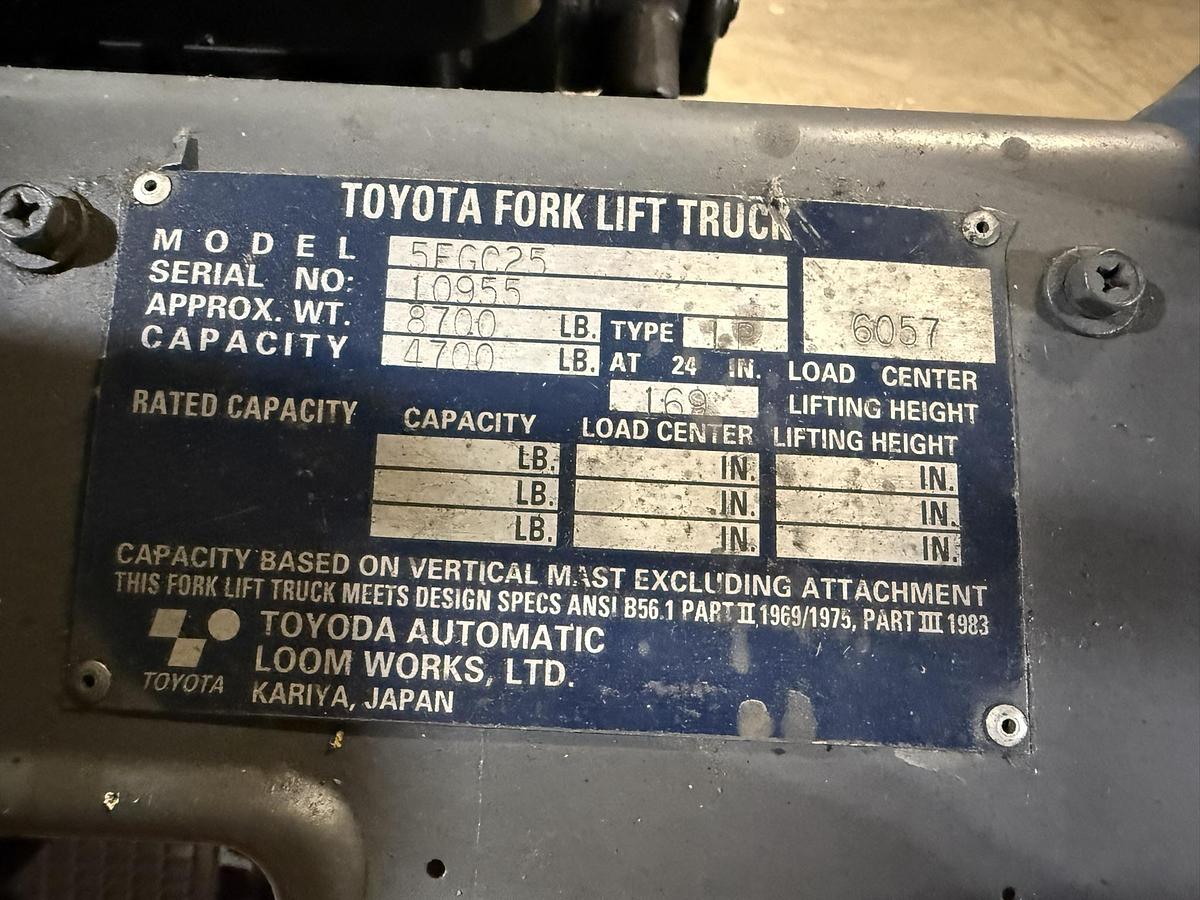 TOYOTA FORK LIFT TRUCK
MODEL 5FGC25
SERIAL NO: 10955
APPROX. WT. 8700 LB. TYPE LP 6057
CAPACITY 4700 LB. AT 24 IN. LOAD CENTER
169 LIFTING HEIGHT
RATED CAPACITY CAPACITY LOAD CENTER LIFTING HEIGHT
LB. IN. IN.
LB. IN. IN.
LB. IN. IN.
CAPACITY BASED ON VERTICAL MAST EXCLUDING ATTACHMENT
THIS FORK LIFT TRUCK MEETS DESIGN SPECS ANSI B56.1 PART II 1969/1975, PART III 1983
TOYODA AUTOMATIC
LOOM WORKS, LTD.
KARIYA, JAPAN
TOYOTA